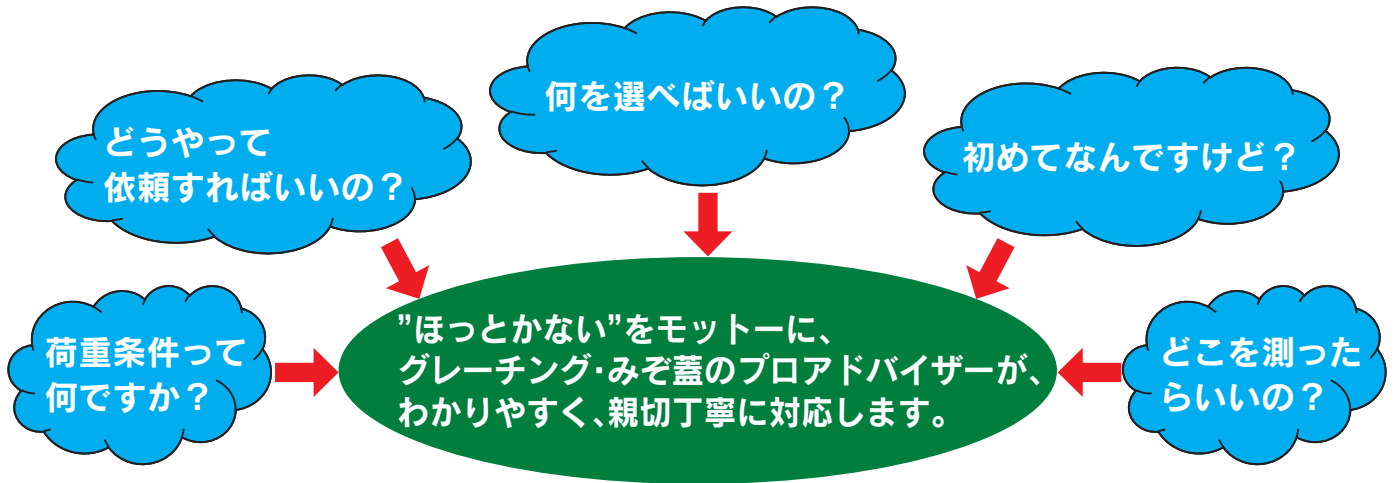 何を選べばいいの？
どうやって
依頼すればいいの？
初めてなんですけど？
荷重条件って
何ですか？
”ほっとかない”をモットーに、
グレーチング・みぞ蓋のプロアドバイザーが、
わかりやすく、親切丁寧に対応します。
どこを測った
らいいの？